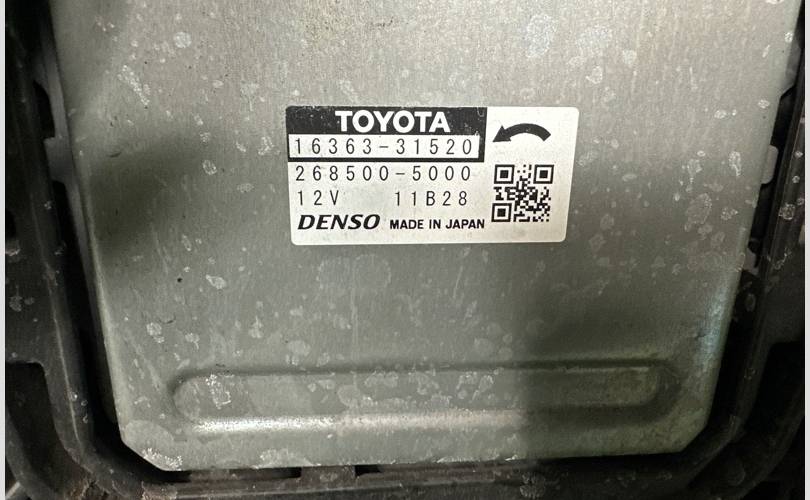 TOYOTA
16363-31520
268500-5000
12V 11B28
DENSO MADE IN JAPAN